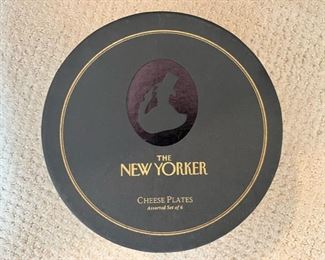 THE
NEW YORKER
CHEESE PLATES
Assorted Set of 6